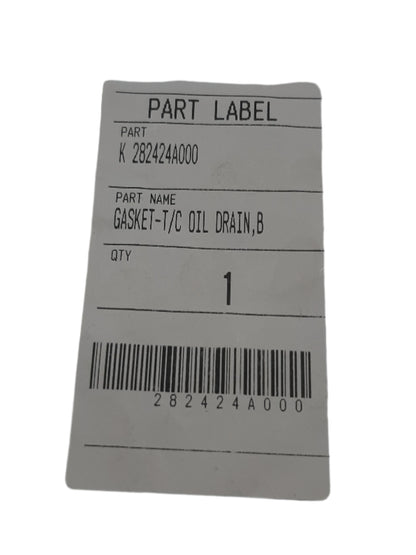 PART LABEL
PART
K 282424A000
PART NAME
GASKET-T/C OIL DRAIN,B
QTY
1
282424A000